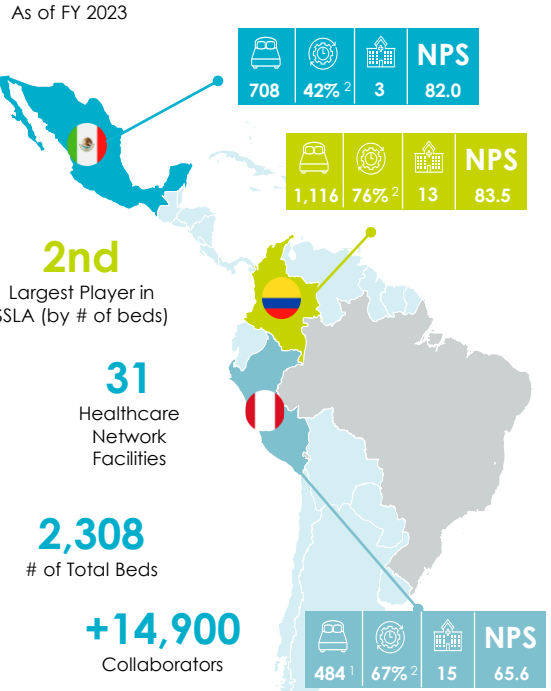 As of FY 2023
NPS
708 42% 2 3 82.0
NPS
1,116 76% 2 13 83.5
2nd
Largest Player in
SSLA (by # of beds)
31
Healthcare
Network
Facilities
2,308
# of Total Beds
+14,900
Collaborators
NPS
484 1 67% 2 15 65.6